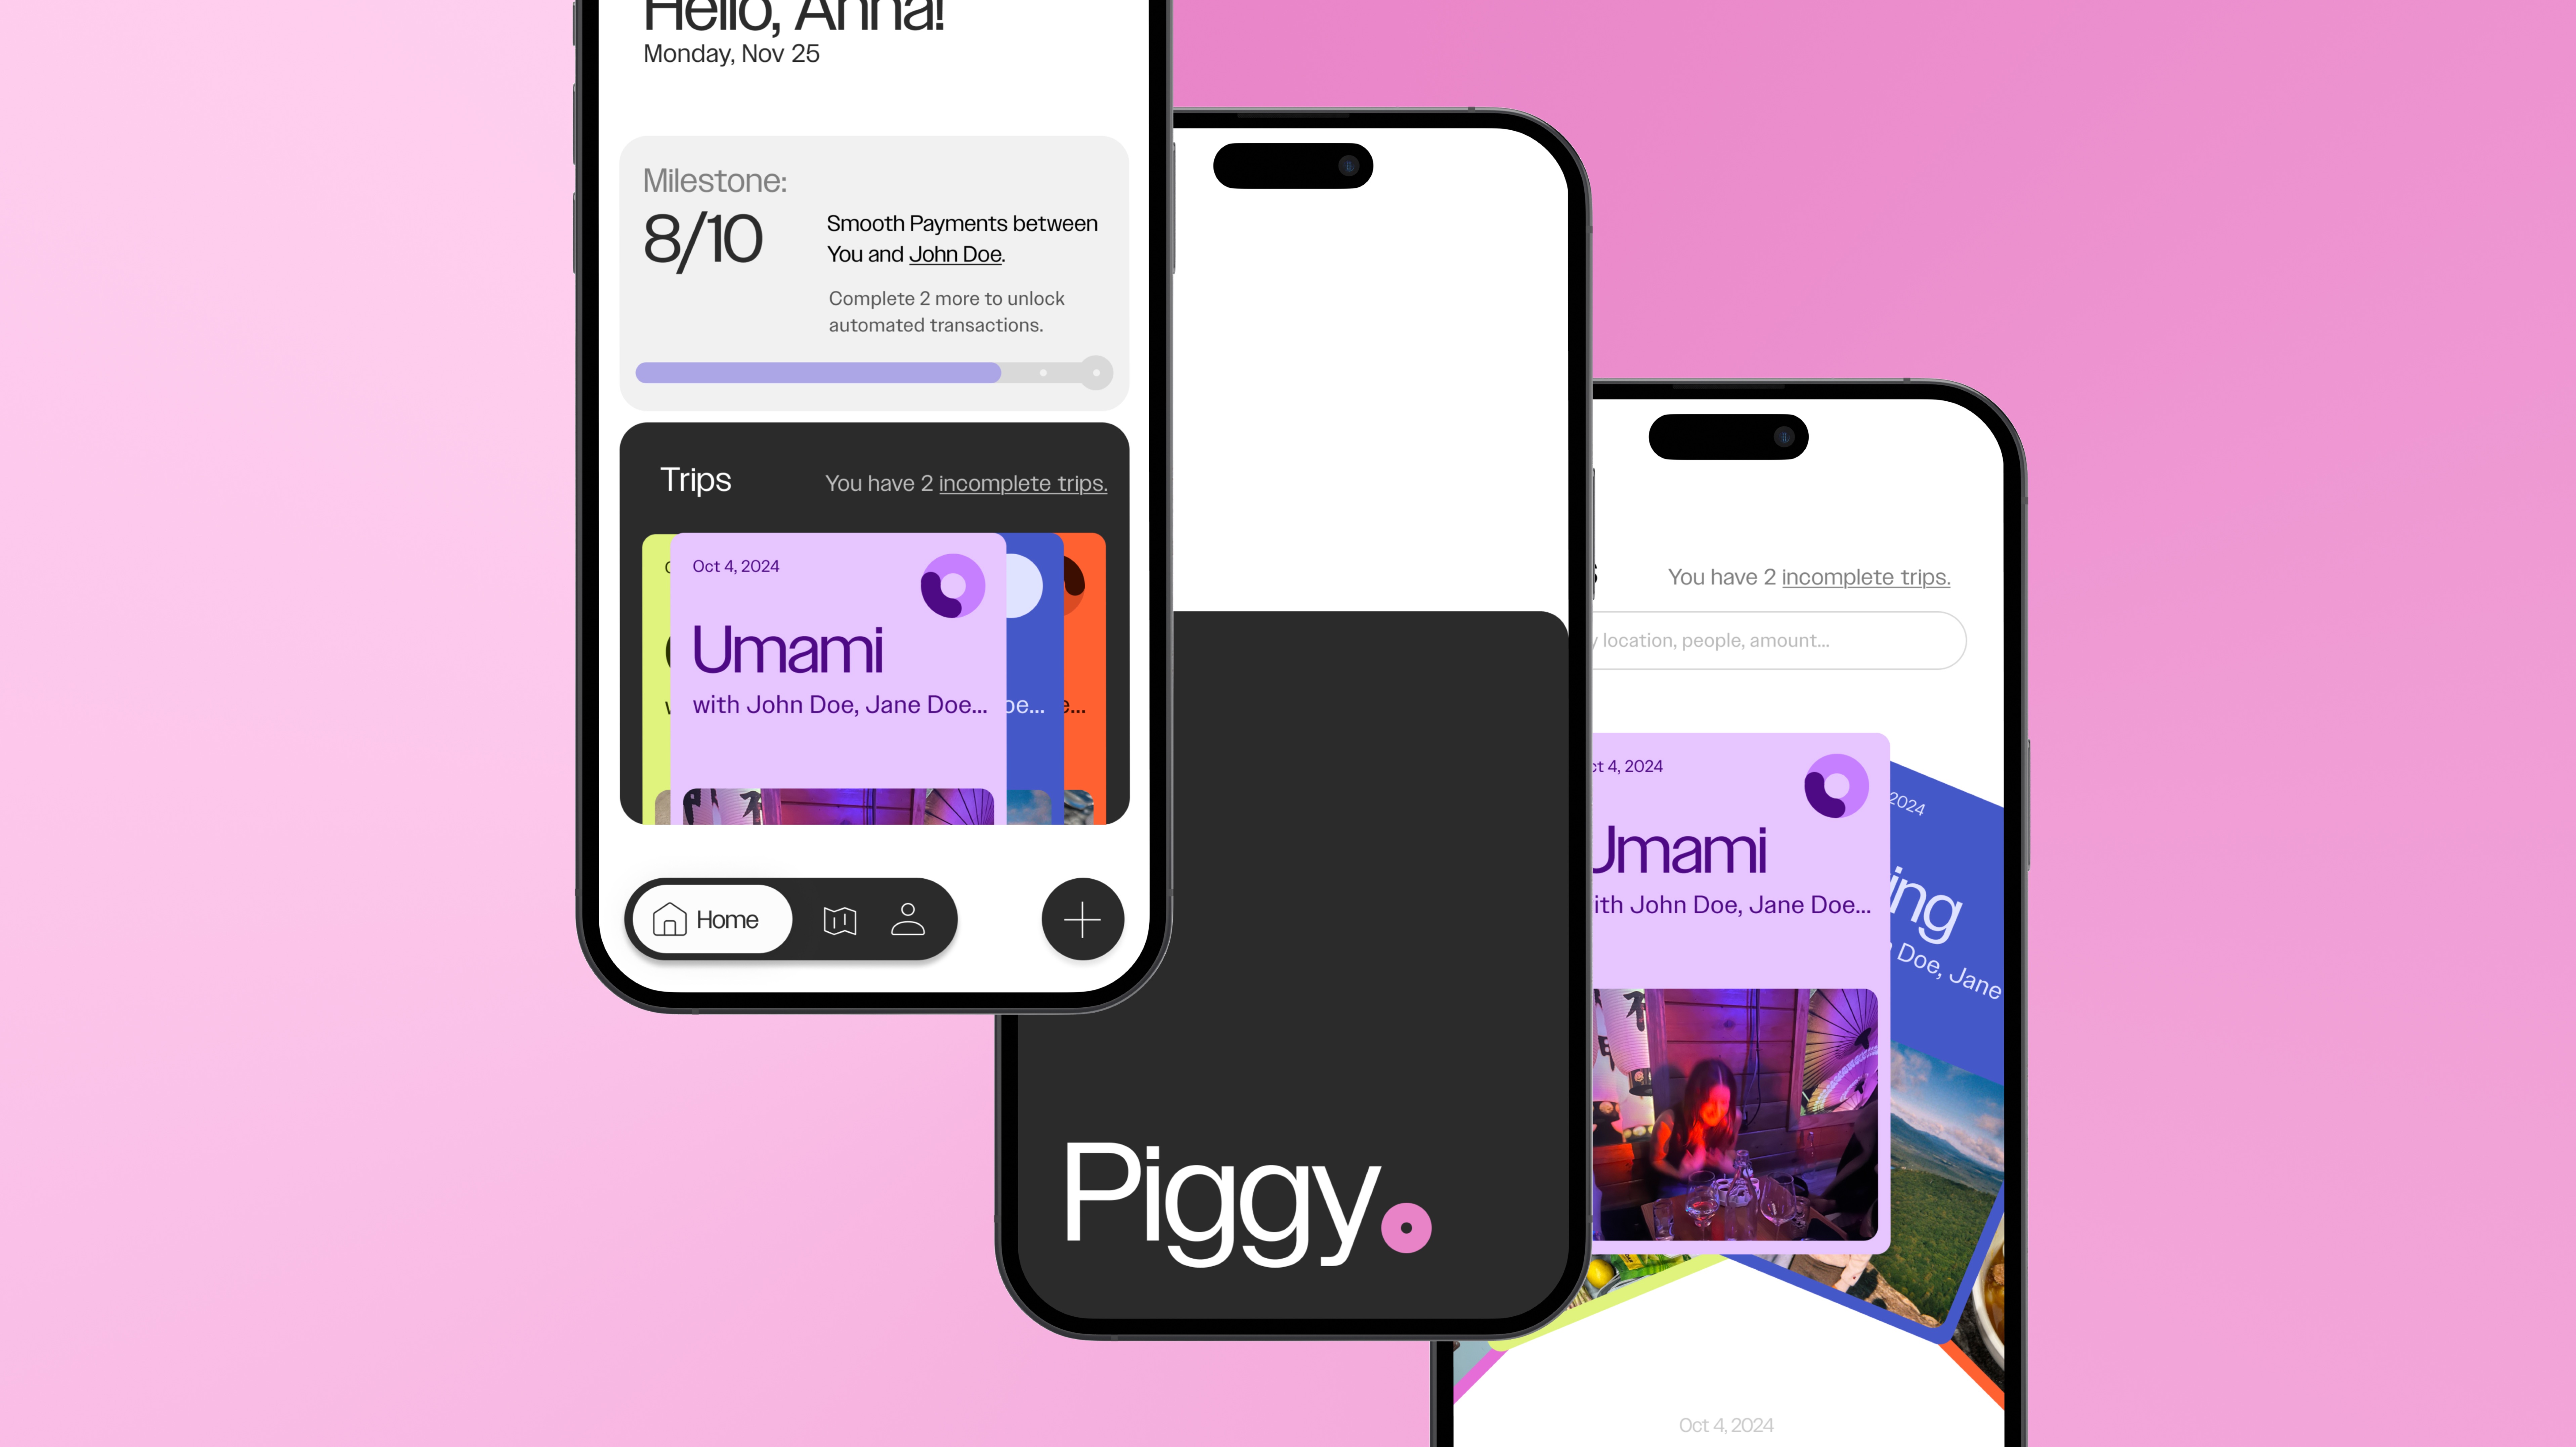 Hello, Anna!
Monday, Nov 25
Milestone:
8/10
Smooth Payments between
You and John Doe.
Complete 2 more to unlock
automated transactions.
Trips
You have 2 incomplete trips.
Oct 4, 2024
Umami
with John Doe, Jane Doe...
oe...
e...
Home
Piggy
You have 2 incomplete trips.
y location, people, amount...
ct 4, 2024
Umami
ith John Doe, Jane Doe...
2024
ing
Doe, Jane
Oct 4, 2024